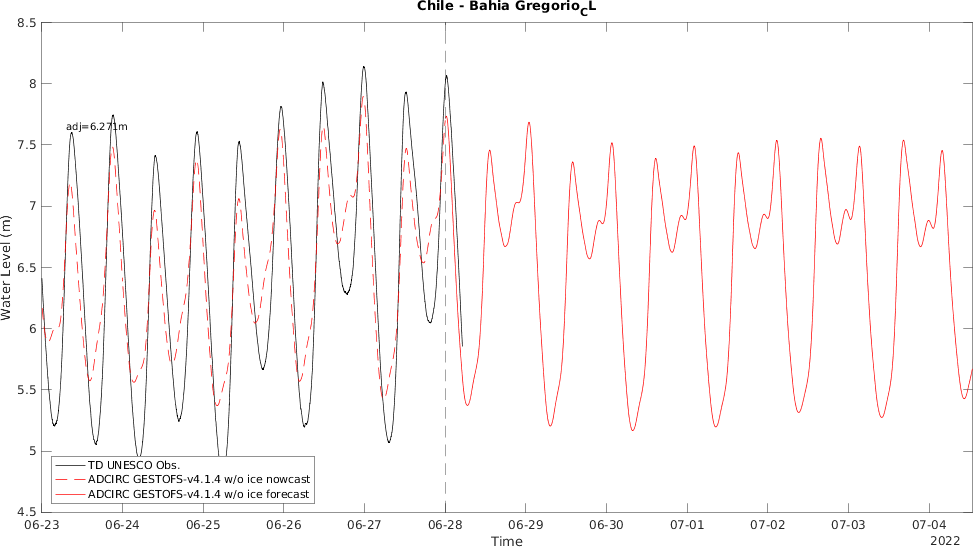 Chile - Bahia Gregorio_CL
8.5
8
7.5
7
6.5
6
5.5
5
4.5
Water Level (m)
adj=6.271m
TD UNESCO Obs.
ADCIRC GESTOFS-v4.1.4 w/o ice nowcast
ADCIRC GESTOFS-v4.1.4 w/o ice forecast
06-23 06-24 06-25 06-26 06-27 06-28 06-29 06-30 07-01 07-02 07-03 07-04
Time
2022